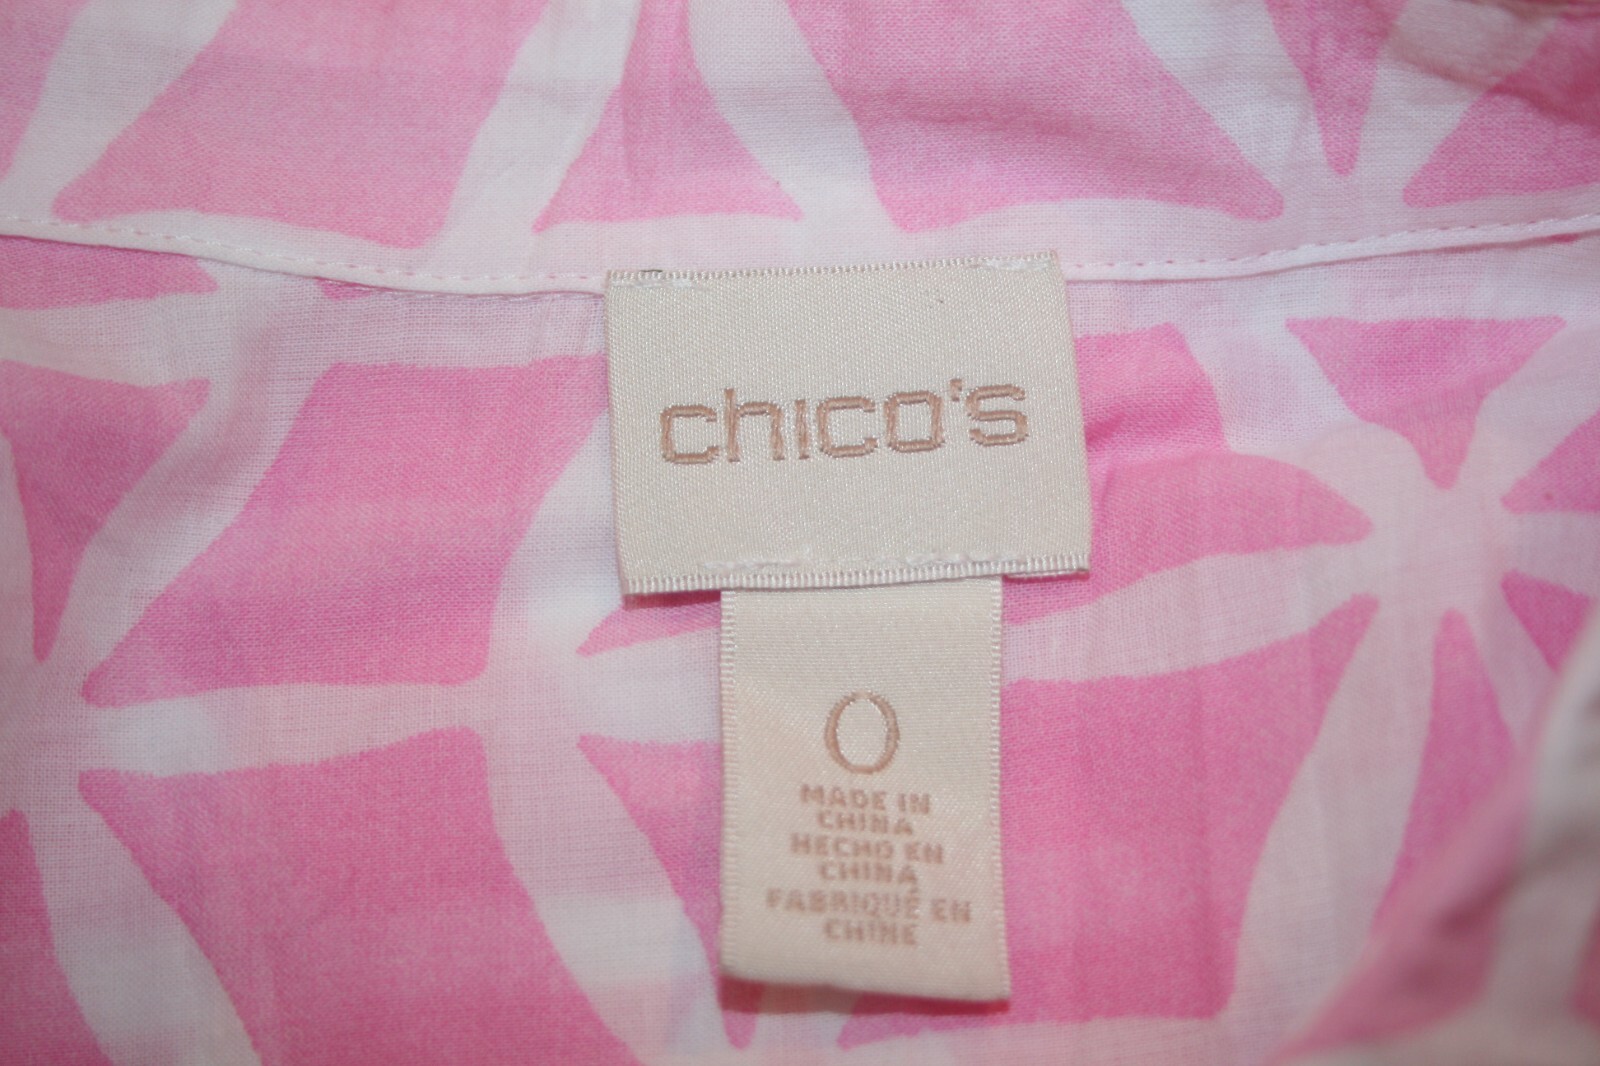 chico's
0
MADE IN
CHINA
HECHO EN
CHINA
FABRIQUÉ EN
CHINE